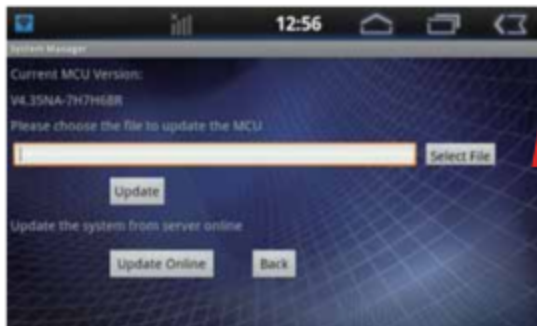 12:56
System Manager
Current MCU Version:
V4.35NA-7H7H6BR
Please choose the file to update the MCU
Select File
Update
Update the system from server online
Update Online
Back